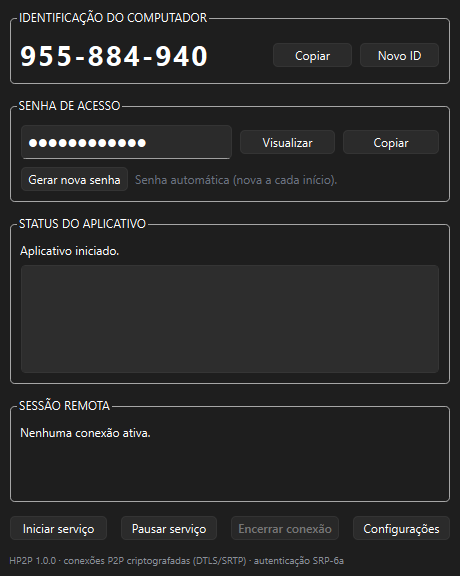 IDENTIFICAÇÃO DO COMPUTADOR
955-884-940 Copiar Novo ID
SENHA DE ACESSO
●●●●●●●●●●●● Visualizar Copiar
Gerar nova senha Senha automática (nova a cada início).
STATUS DO APLICATIVO
Aplicativo iniciado.
SESSÃO REMOTA
Nenhuma conexão ativa.
Iniciar serviço Pausar serviço Encerrar conexão Configurações
HP2P 1.0.0 · conexões P2P criptografadas (DTLS/SRTP) · autenticação SRP-6a